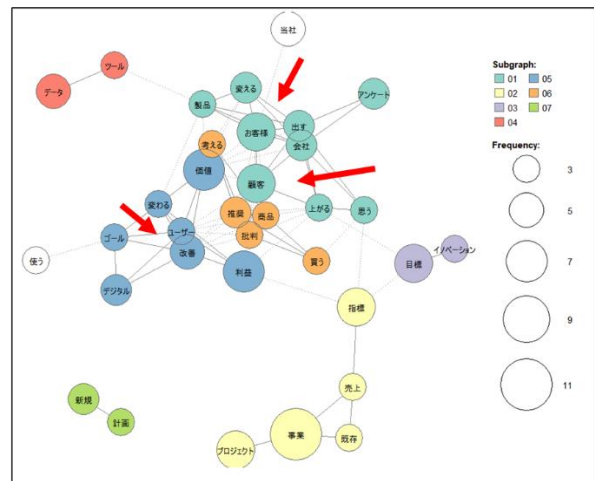 当社
Subgraph:
01 05
02 06
03 07
04
Frequency:
3
5
7
9
11
ツール
データ
変える
製品
アンケート
お客様
出す
会社
考える
価値
顧客
変わる
推奨
商品
上がる
思う
ユーザー
批判
ゴール
改善
使う
買う
イノベーション
目標
利益
デジタル
指標
売上
新規
計画
事業
既存
プロジェクト